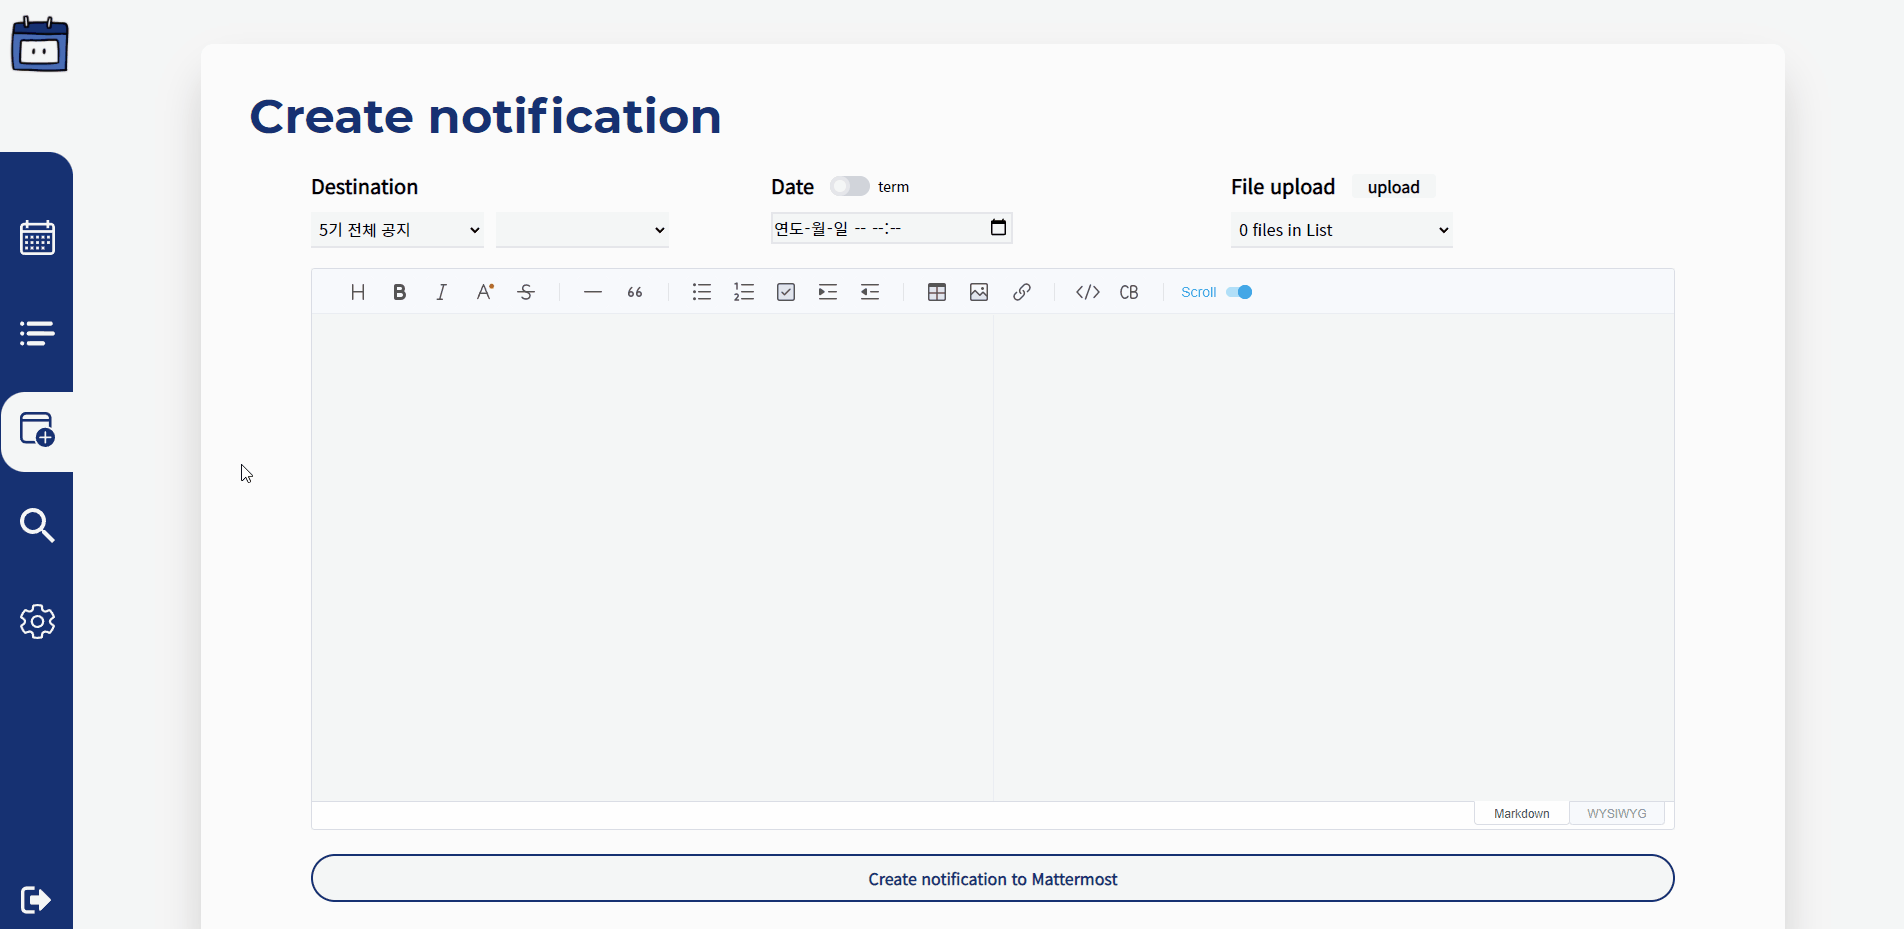 Create notification
Destination
Date term
File upload upload
5기 전체 공지
연도-월-일 -- --:--
0 files in List
H B I A S 66 CB Scroll
Markdown WYSIWYG
Create notification to Mattermost